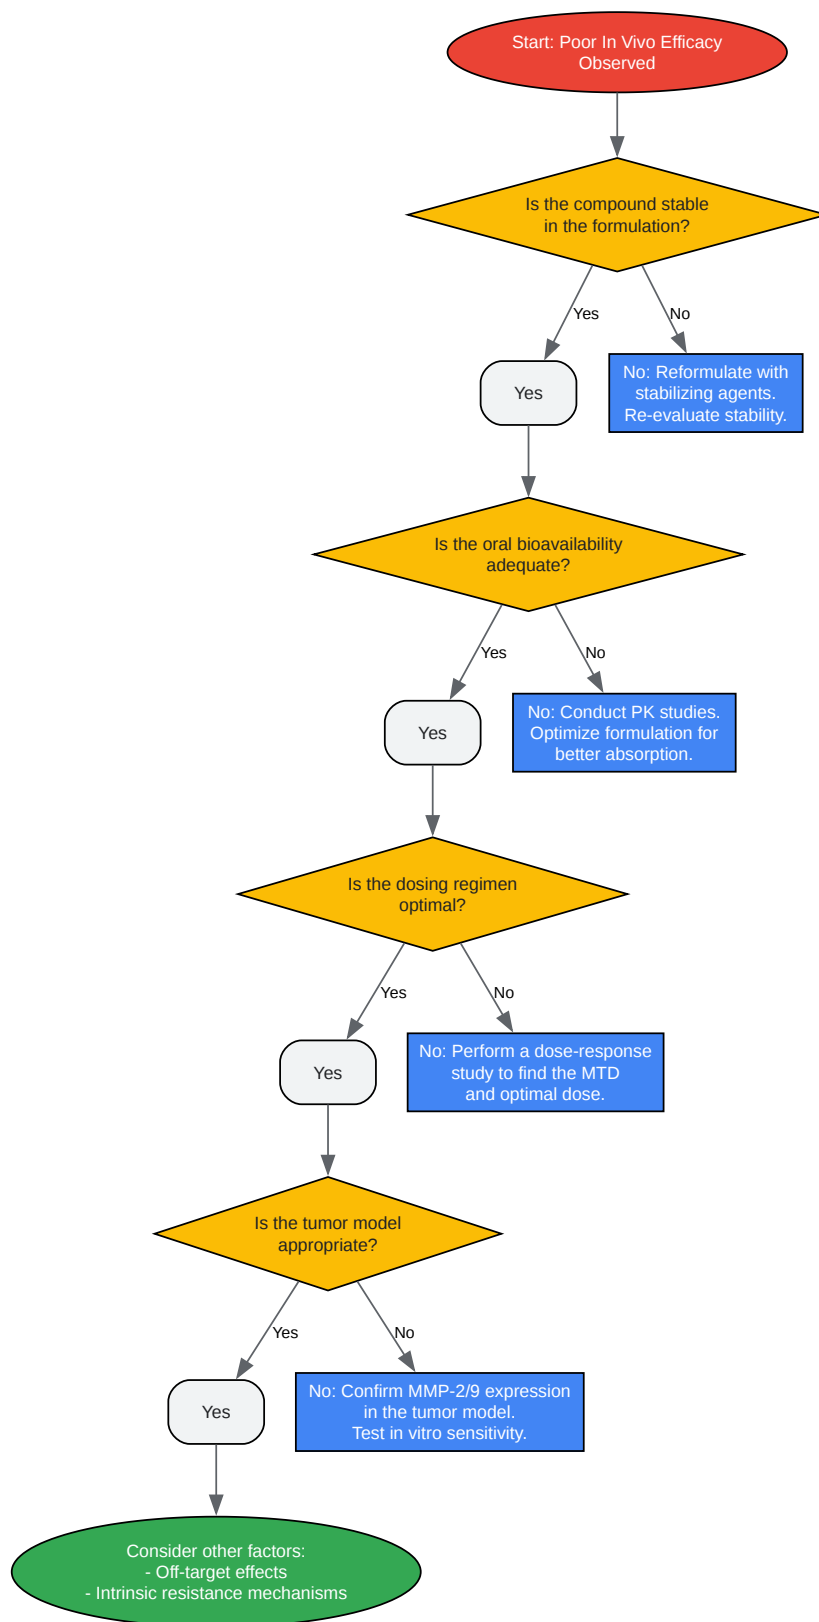 Start: Poor In Vivo Efficacy
Observed
Is the compound stable
in the formulation?
Yes
No
Yes
No: Reformulate with
stabilizing agents.
Re-evaluate stability.
Is the oral bioavailability
adequate?
Yes
No
Yes
No: Conduct PK studies.
Optimize formulation for
better absorption.
Is the dosing regimen
optimal?
Yes
No
Yes
No: Perform a dose-response
study to find the MTD
and optimal dose.
Is the tumor model
appropriate?
Yes
No
Yes
No: Confirm MMP-2/9 expression
in the tumor model.
Test in vitro sensitivity.
Consider other factors:
- Off-target effects
- Intrinsic resistance mechanisms